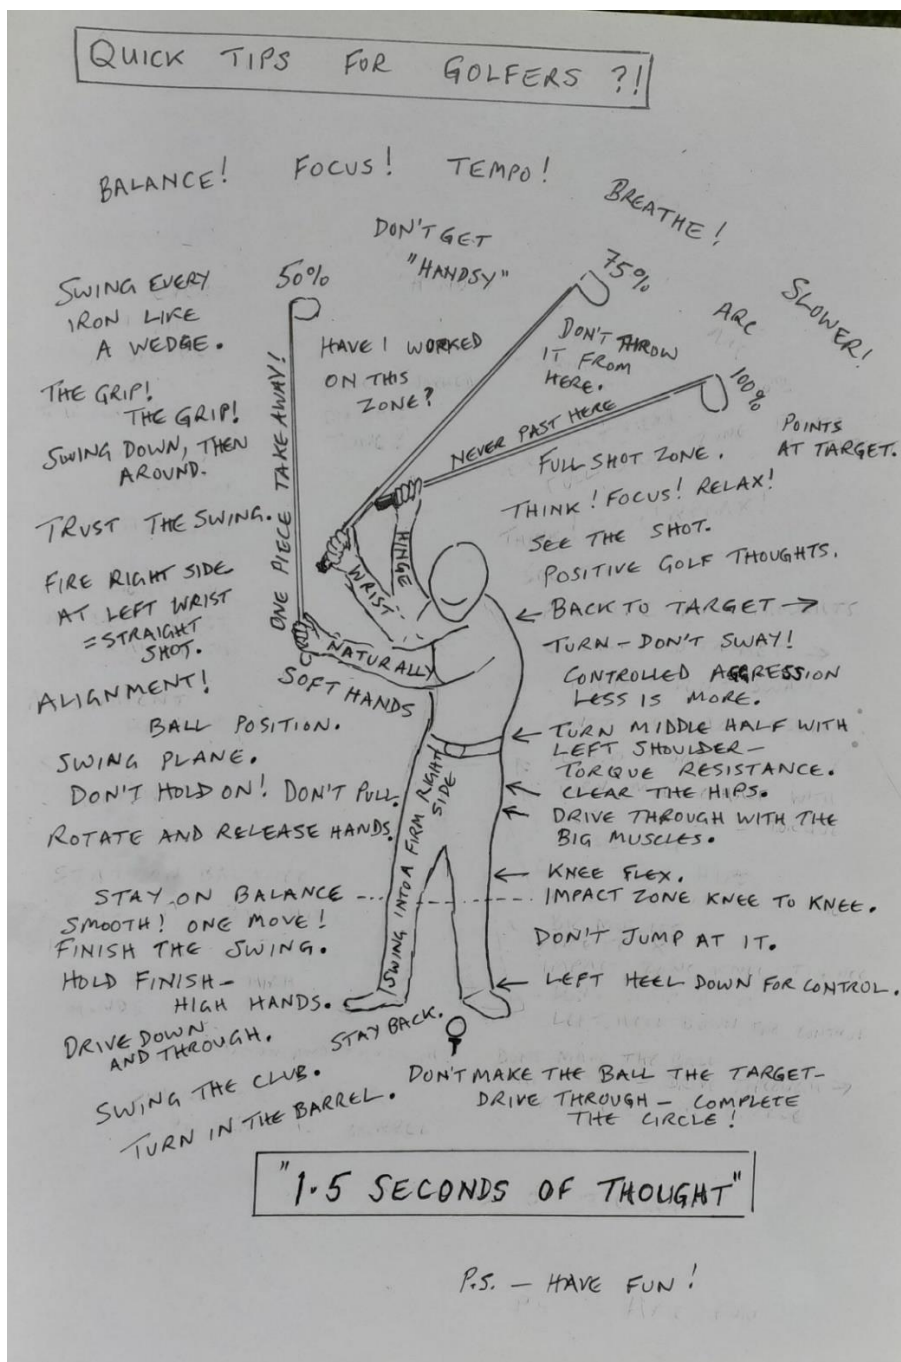 QUICK TIPS FOR GOLFERS ?!
BALANCE!
FOCUS!
TEMPO!
BREATHE!
SLOWER!
ARC
DON'T GET
"HANDSY"
50%
75%
100%
SWING EVERY
IRON LIKE
A WEDGE.
THE GRIP!
THE GRIP!
SWING DOWN, THEN
AROUND.
TRUST THE SWING.
FIRE RIGHT SIDE
AT LEFT WRIST
=STRAIGHT
SHOT.
ALIGNMENT!
BALL POSITION.
SWING PLANE.
DON'T HOLD ON! DON'T PULL.
ROTATE AND RELEASE HANDS.
STAY ON BALANCE
SMOOTH! ONE MOVE!
FINISH THE SWING.
HOLD FINISH-
HIGH HANDS.
DRIVE DOWN
AND THROUGH.
SWING THE CLUB.
TURN IN THE BARREL.
ONE PIECE TAKE AWAY!
HAVE I WORKED
ON THIS
ZONE?
DON'T THROW
IT FROM
HERE.
NEVER PAST HERE
POINTS
AT TARGET.
FULL SHOT ZONE.
THINK! FOCUS! RELAX!
SEE THE SHOT.
POSITIVE GOLF THOUGHTS.
HINGE
WRIST
NATURALLY
SOFT HANDS
BACK TO TARGET →
TURN - DON'T SWAY!
CONTROLLED AGGRESSION
LESS IS MORE.
TURN MIDDLE HALF WITH
LEFT SHOULDER-
TORQUE RESISTANCE.
CLEAR THE HIPS.
DRIVE THROUGH WITH THE
BIG MUSCLES.
KNEE FLEX.
IMPACT ZONE KNEE TO KNEE.
DON'T JUMP AT IT.
LEFT HEEL DOWN FOR CONTROL.
SWING INTO A FIRM RIGHT
SIDE
STAY BACK.
DON'T MAKE THE BALL THE TARGET-
DRIVE THROUGH - COMPLETE
THE CIRCLE!
"1.5 SECONDS OF THOUGHT"
P.S. - HAVE FUN!